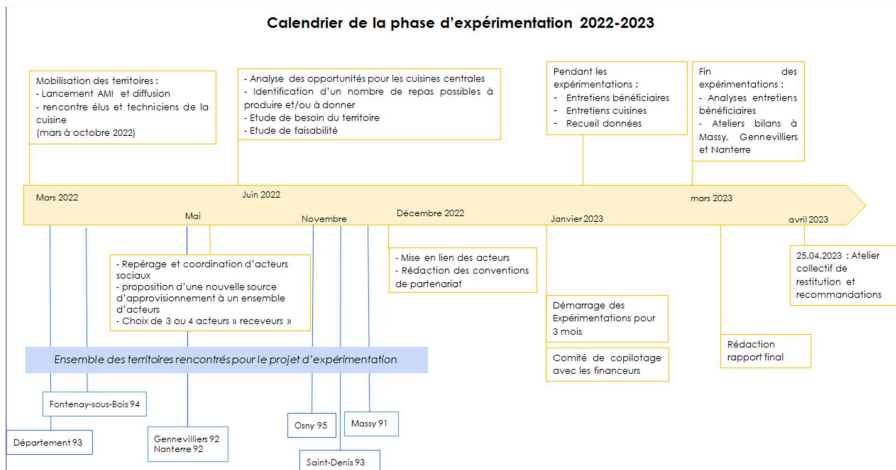 Calendrier de la phase d'expérimentation 2022-2023
Mobilisation des territoires :
- Lancement AMI et diffusion
- rencontre élus et techniciens de la
cuisine
(mars à octobre 2022)
- Analyse des opportunités pour les cuisines centrales
- Identification d'un nombre de repas possibles à
produire et/ou à donner
- Etude de besoin du territoire
- Etude de faisabilité
Pendant les
expérimentations :
- Entretiens bénéficiaires
- Entretiens cuisines
- Recueil données
Fin des
expérimentations :
- Analyses entretiens
bénéficiaires
- Ateliers bilans à
Massy, Gennevilliers
et Nanterre
Mars 2022
Juin 2022
mars 2023
Mai
Novembre
Décembre 2022
Janvier 2023
avril 2023
- Repérage et coordination d'acteurs
sociaux
- proposition d'une nouvelle source
d'approvisionnement à un ensemble
d'acteurs
- Choix de 3 ou 4 acteurs » receveurs »
- Mise en lien des acteurs
- Rédaction des conventions
de partenariat
Démarrage des
Expérimentations pour
3 mois
Comité de copilotage
avec les financeurs
Rédaction
rapport final
25.04.2023 : Atelier
collectif de
restitution et
recommandations
Ensemble des territoires rencontrés pour le projet d'expérimentation
Fontenay-sous-Bois 94
Département 93
Gennevilliers 92
Nanterre 92
Osny 95
Saint-Denis 93
Massy 91